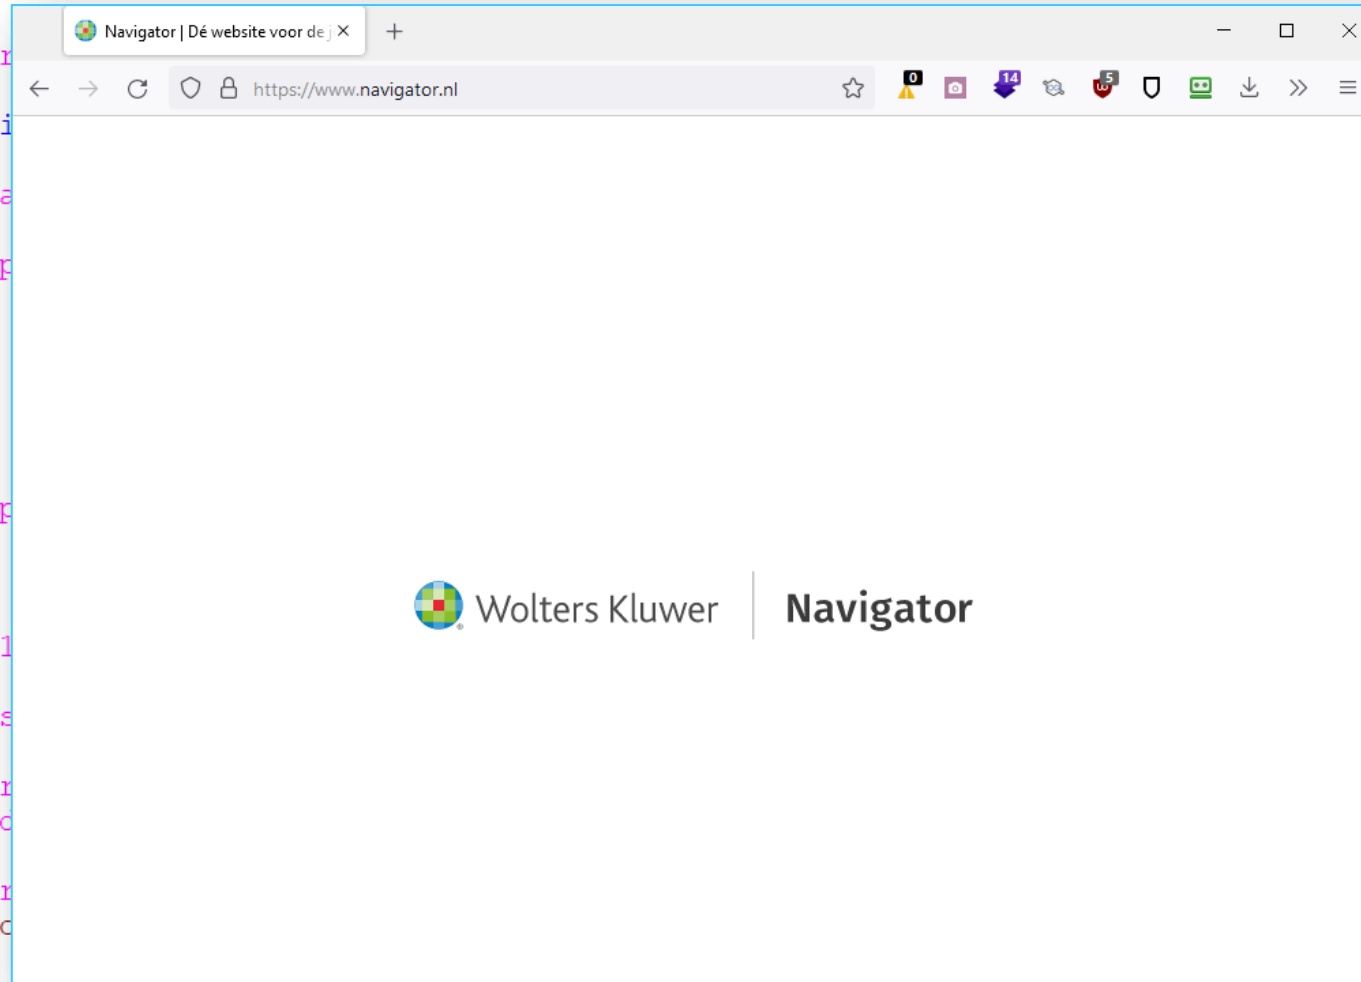 Navigator | Dé website voor de j
https://www.navigator.nl
0
14
5
Wolters Kluwer | Navigator